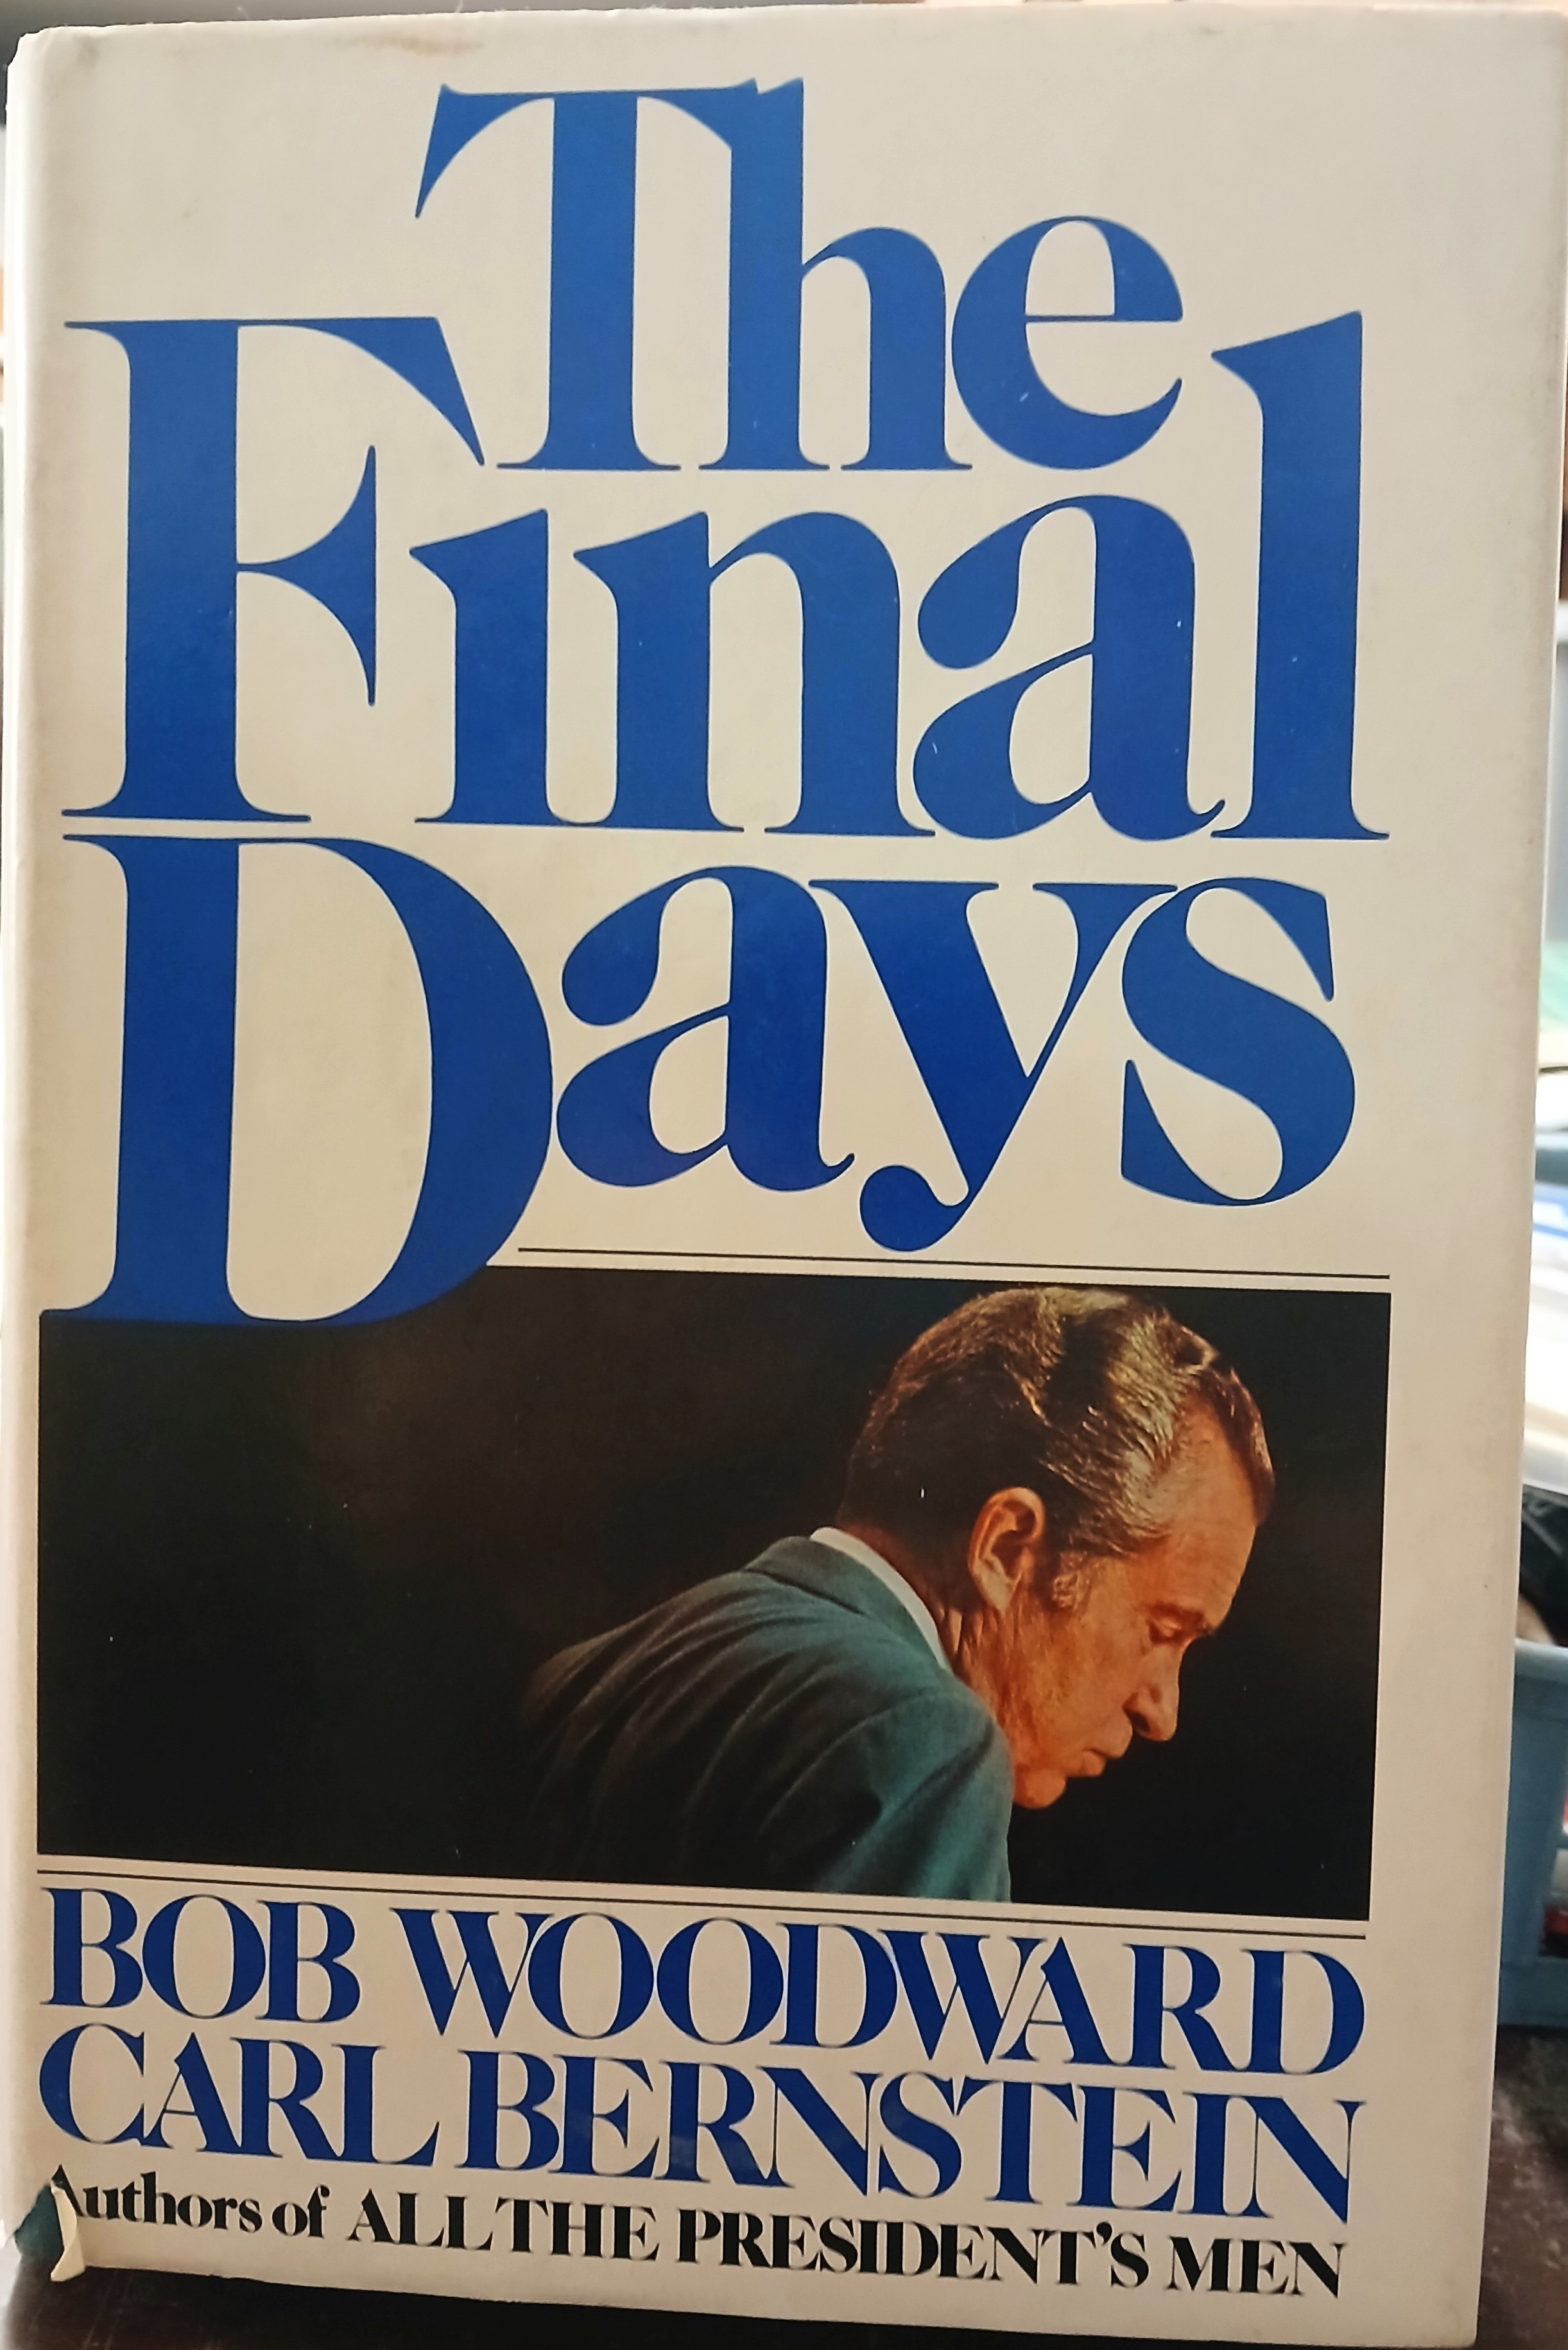 The
Final
Days
BOB WOODWARD
CARL BERNSTEIN
Authors of ALL THE PRESIDENT'S MEN